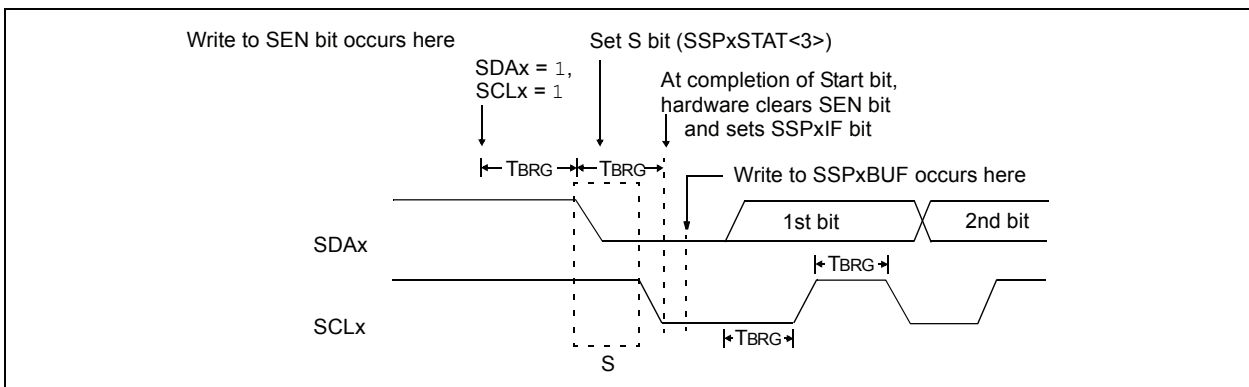 Write to SEN bit occurs here
Set S bit (SSPxSTAT<3>)
SDAx = 1,
SCLx = 1
At completion of Start bit,
hardware clears SEN bit
and sets SSPxIF bit
TBRG
TBRG
Write to SSPxBUF occurs here
1st bit
2nd bit
SDAx
TBRG
SCLx
TBRG
S